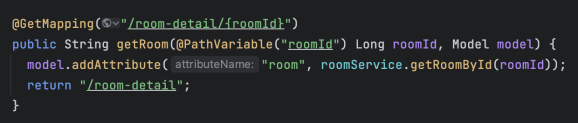 @GetMapping("/room-detail/{roomId}")
public String getRoom(@PathVariable("roomId") Long roomId, Model model) {
model.addAttribute( attributeName: "room", roomService.getRoomById(roomId));
return "/room-detail";
}